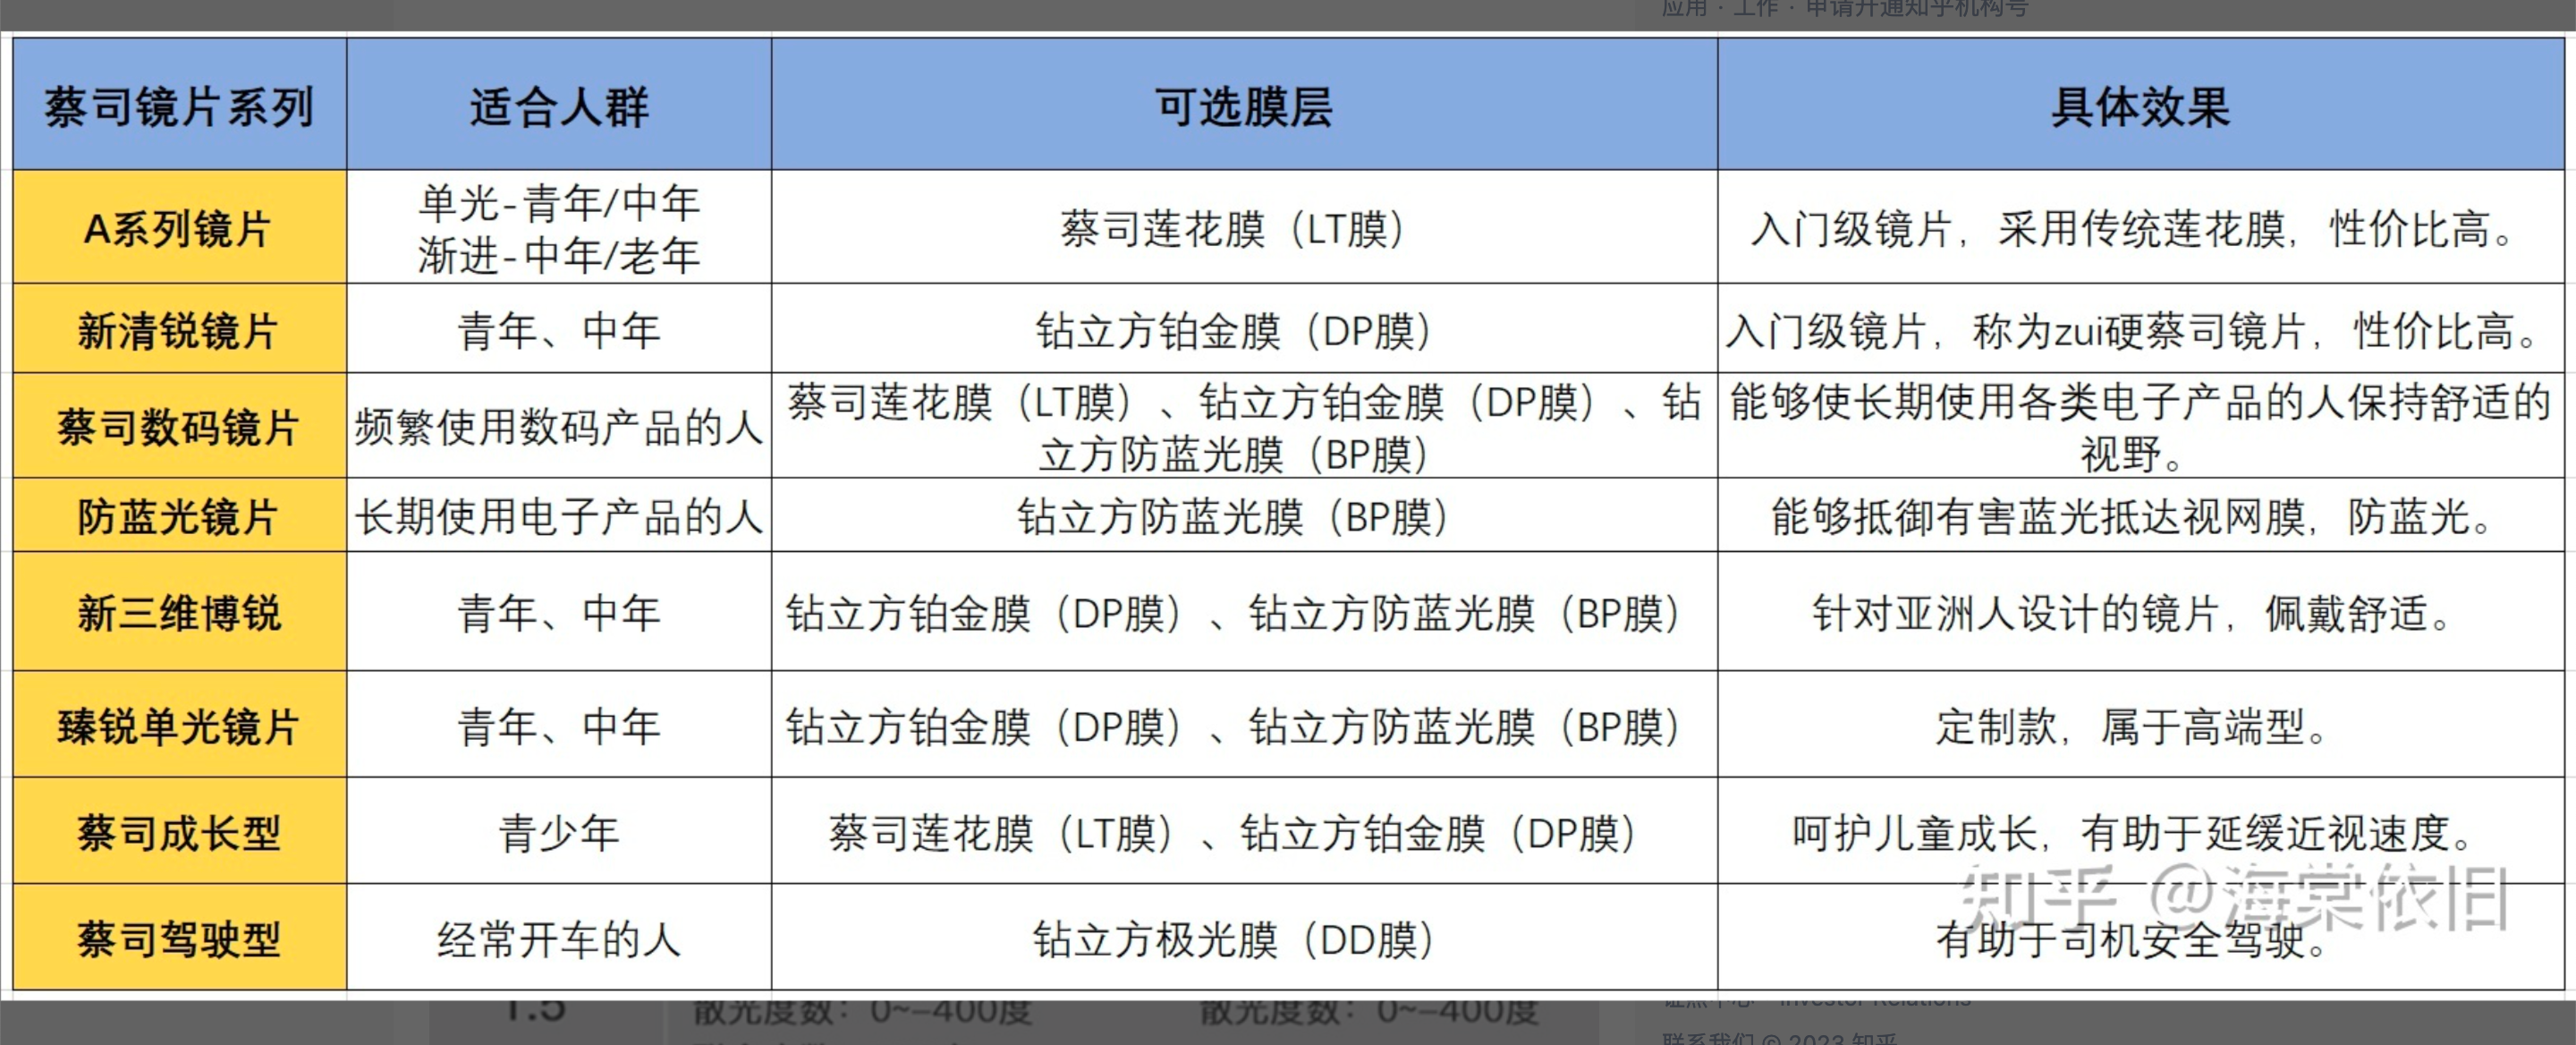 应用 · 工作 · 申请开通知乎机构号
蔡司镜片系列 适合人群 可选膜层 具体效果
A系列镜片 单光-青年/中年 蔡司莲花膜（LT膜） 入门级镜片，采用传统莲花膜，性价比高。
渐进-中年/老年
新清锐镜片 青年、中年 钻立方铂金膜（DP膜） 入门级镜片，称为zui硬蔡司镜片，性价比高。
蔡司数码镜片 频繁使用数码产品的人 蔡司莲花膜（LT膜）、钻立方铂金膜（DP膜）、钻 能够使长期使用各类电子产品的人保持舒适的
立方防蓝光膜（BP膜） 视野。
防蓝光镜片 长期使用电子产品的人 钻立方防蓝光膜（BP膜） 能够抵御有害蓝光抵达视网膜，防蓝光。
新三维博锐 青年、中年 钻立方铂金膜（DP膜）、钻立方防蓝光膜（BP膜） 针对亚洲人设计的镜片，佩戴舒适。
臻锐单光镜片 青年、中年 钻立方铂金膜（DP膜）、钻立方防蓝光膜（BP膜） 定制款，属于高端型。
蔡司成长型 青少年 蔡司莲花膜（LT膜）、钻立方铂金膜（DP膜） 呵护儿童成长，有助于延缓近视速度。
蔡司驾驶型 经常开车的人 钻立方极光膜（DD膜） 有助于司机安全驾驶。
知乎 @海棠依旧
1.5 散光度数：0~-400度 散光度数：0~-400度
Investor Relations
联系我们 © 2023 知乎